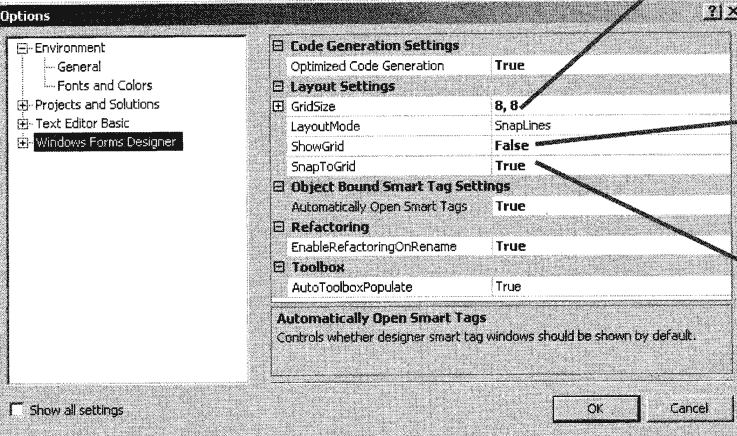 Options
Environment
General
Fonts and Colors
Projects and Solutions
Text Editor Basic
Windows Forms Designer
Code Generation Settings
Optimized Code Generation True
Layout Settings
GridSize 8, 8
LayoutMode SnapLines
ShowGrid False
SnapToGrid True
Object Bound Smart Tag Settings
Automatically Open Smart Tags True
Refactoring
EnableRefactoringOnRename True
Toolbox
AutoToolboxPopulate True
Automatically Open Smart Tags
Controls whether designer smart tag windows should be shown by default.
Show all settings
OK Cancel